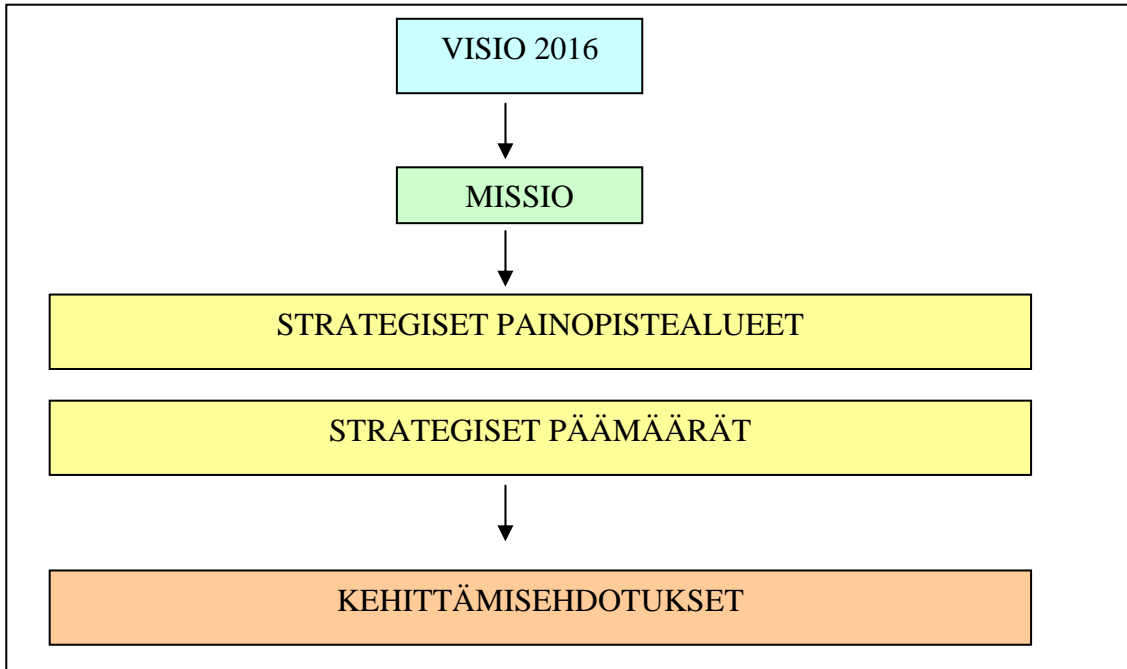 VISIO 2016
MISSIO
STRATEGISET PAINOPISTEALUEET
STRATEGISET PÄÄMÄÄRÄT
KEHITTÄMISEHDOTUKSET